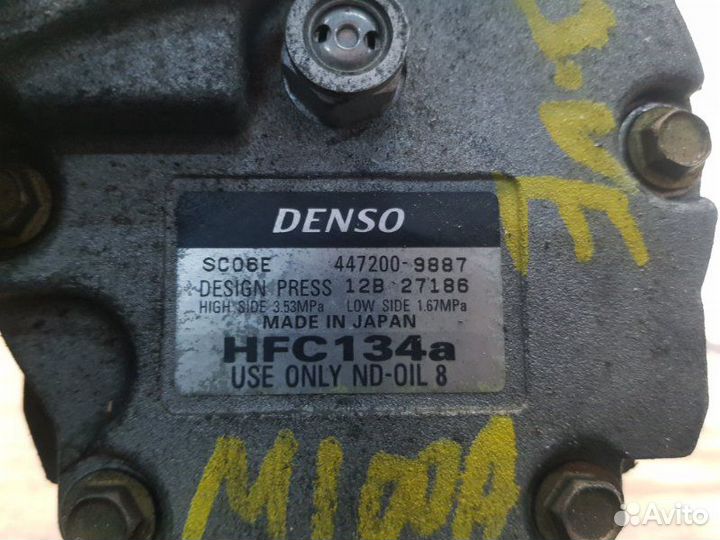 DENSO
SC06E 447200-9887
DESIGN PRESS 12B 27186
HIGH SIDE 3.53MPa LOW SIDE 1.67MPa
MADE IN JAPAN
HFC134a
USE ONLY ND-OIL 8
M100A
Avito